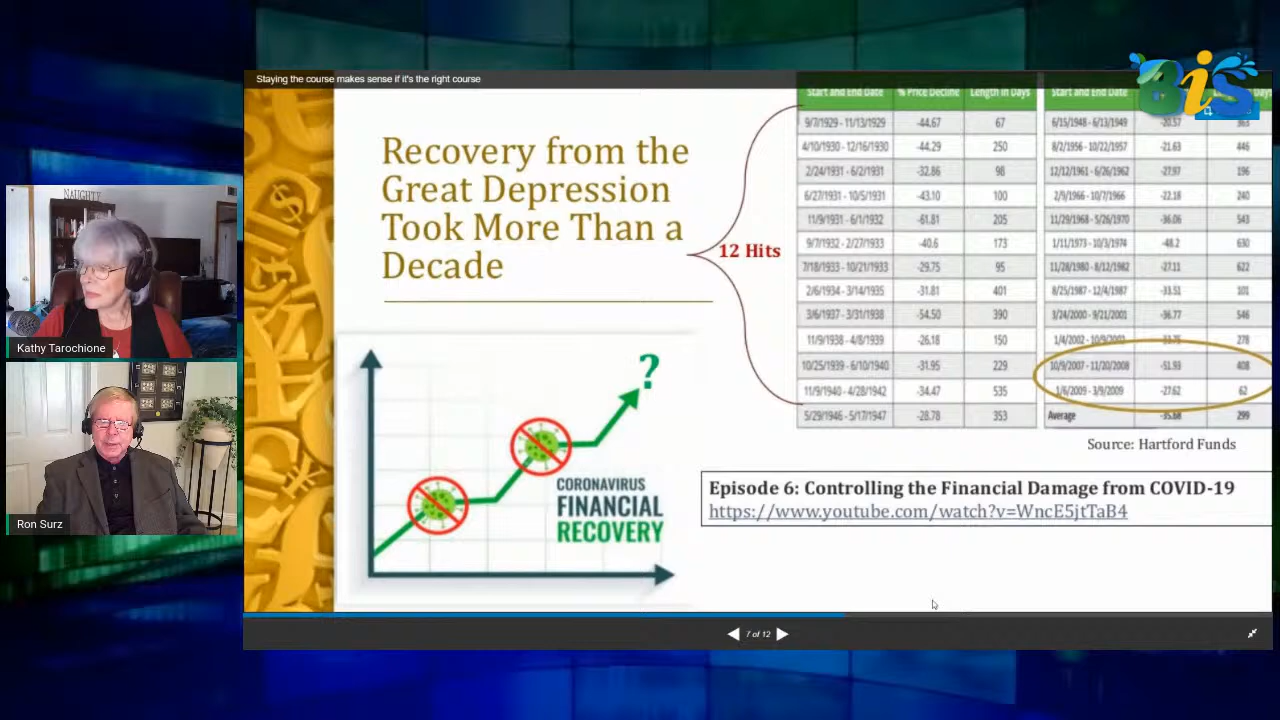 BiS
Staying the course makes sense if it's the right course
Recovery from the
Great Depression
Took More Than a
Decade
12 Hits
Start and End Date % Price Decline Length in Days Start and End Date
9/7/1929 - 11/13/1929 -44.67 67 6/15/1948 - 6/13/1949 -20.57 363
4/10/1930 - 12/16/1930 -44.29 250 8/2/1956 - 10/22/1957 -21.63 446
2/24/1931 - 6/2/1931 -32.86 98 12/12/1961 - 6/26/1962 -27.97 196
6/27/1931 - 10/5/1931 -43.10 100 2/9/1966 - 10/7/1966 -22.18 240
11/9/1931 - 6/1/1932 -61.81 205 11/29/1968 - 5/26/1970 -36.06 543
9/7/1932 - 2/27/1933 -40.6 173 1/11/1973 - 10/3/1974 -48.2 630
7/18/1933 - 10/21/1933 -29.75 95 11/28/1980 - 8/12/1982 -27.11 622
2/6/1934 - 3/14/1935 -31.81 401 8/25/1987 - 12/4/1987 -33.51 101
3/6/1937 - 3/31/1938 -54.50 390 3/24/2000 - 9/21/2001 -36.77 546
11/9/1938 - 4/8/1939 -26.18 150 1/4/2002 - 10/9/2002 -33.75 278
10/25/1939 - 6/10/1940 -31.95 229 10/9/2007 - 11/20/2008 -51.93 408
11/9/1940 - 4/28/1942 -34.47 535 1/6/2009 - 3/9/2009 -27.62 62
5/29/1946 - 5/17/1947 -28.78 353 Average -35.68 299
Source: Hartford Funds
?
CORONAVIRUS
FINANCIAL
RECOVERY
Episode 6: Controlling the Financial Damage from COVID-19
https://www.youtube.com/watch?v=WncE5jtTaB4
7 of 12
NAUGHTY
Kathy Tarochione
Ron Surz